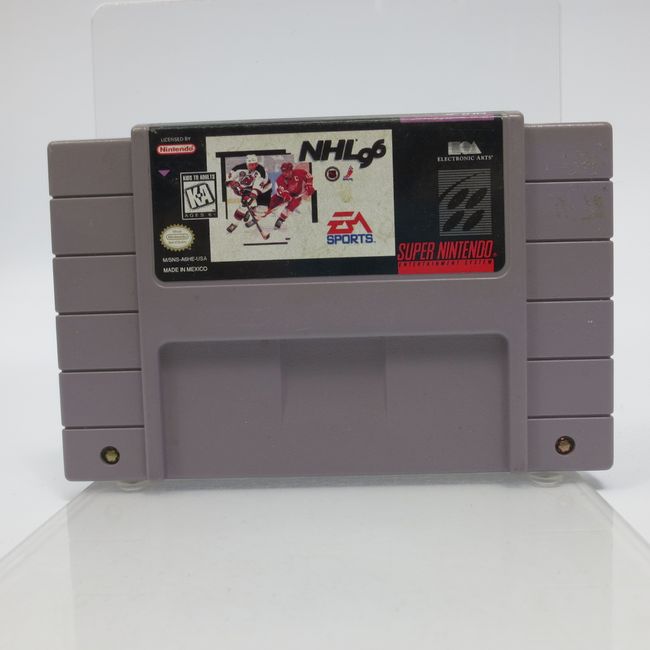 LICENSED BY
Nintendo
KIDS TO ADULTS
K-A
AGES 6+
M/SNS-A6HE-USA
MADE IN MEXICO
NHL96
EA
SPORTS
ELECTRONIC ARTS
SUPER NINTENDO
ENTERTAINMENT SYSTEM